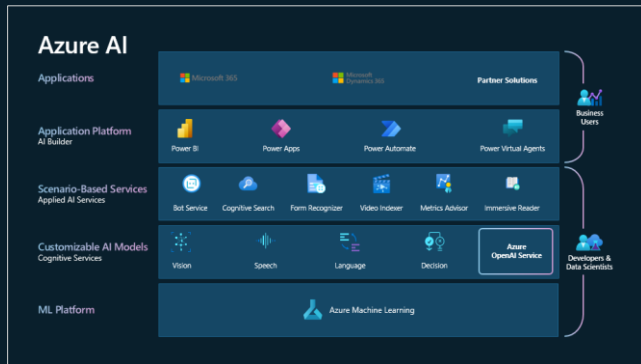 Azure AI
Applications
Microsoft 365
Microsoft
Dynamics 365
Partner Solutions
Business
Users
Application Platform
AI Builder
Power BI
Power Apps
Power Automate
Power Virtual Agents
Scenario-Based Services
Applied AI Services
Bot Service
Cognitive Search
Form Recognizer
Video Indexer
Metrics Advisor
Immersive Reader
Customizable AI Models
Cognitive Services
Vision
Speech
Language
Decision
Azure
OpenAI Service
Developers &
Data Scientists
ML Platform
Azure Machine Learning